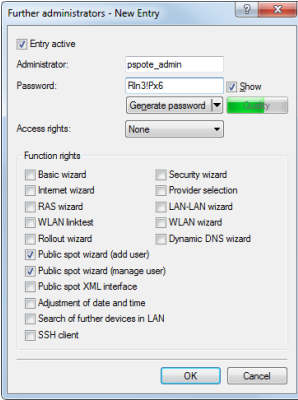 Further administrators - New Entry
Entry active
Administrator: pspote_admin
Password: Rln3!Px6 Show
Generate password Quality
Access rights: None
Function rights
Basic wizard Security wizard
Internet wizard Provider selection
RAS wizard LAN-LAN wizard
WLAN linktest WLAN wizard
Rollout wizard Dynamic DNS wizard
Public spot wizard (add user)
Public spot wizard (manage user)
Public spot XML interface
Adjustment of date and time
Search of further devices in LAN
SSH client
OK Cancel